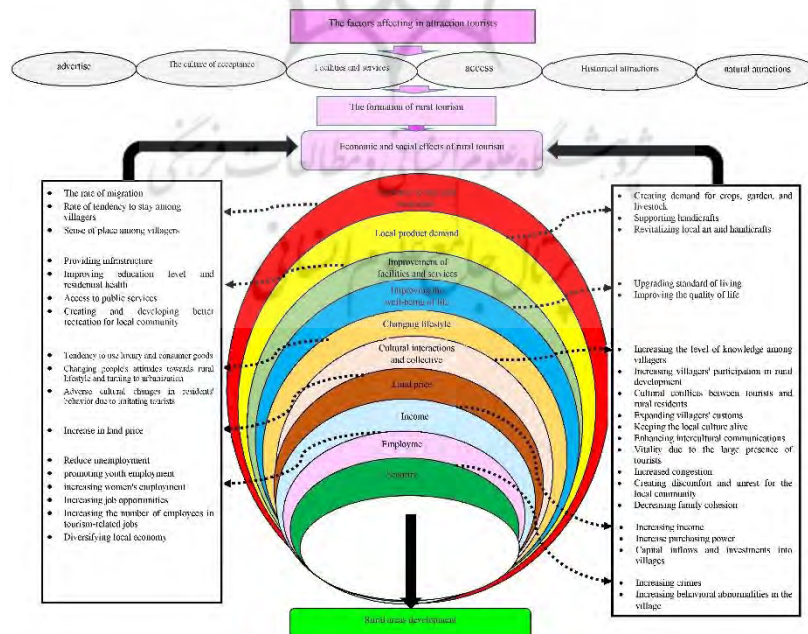 The factors affecting in attraction tourists
advertise
The culture of acceptance
Facilities and services
access
Historical attractions
natural attractions
The formation of rural tourism
Economic and social effects of rural tourism
پژوهشگاه علوم انسانی و مطالعات فرهنگی
پرتال جامع علوم انسانی
• The rate of migration
• Rate of tendency to stay among
villagers
• Sense of place among villagers
• Providing infrastructure
• Improving education level and
residential health
• Access to public services
• Creating and developing better
recreation for local community
• Tendency to use luxury and consumer goods
• Changing people's attitudes towards rural
lifestyle and turning to urbanization
• Adverse cultural changes in residents'
behavior due to imitating tourists
• Increase in land price
• Reduce unemployment
• promoting youth employment
• Increasing women's employment
• Increasing job opportunities
• Increasing the number of employees in
tourism-related jobs
• Diversifying local economy
Local product demand
Improvement of
facilities and services
Improving the
well-being of life
Changing lifestyle
Cultural interactions
and collective
Land price
Income
Employme
Security
• Creating demand for crops, garden, and
livestock
• Supporting handicrafts
• Revitalizing local art and handicrafts
• Upgrading standard of living
• Improving the quality of life
• Increasing the level of knowledge among
villagers
• Increasing villagers' participation in rural
development
• Cultural conflicts between tourists and
rural residents
• Expanding villagers' customs
• Keeping the local culture alive
• Enhancing intercultural communications
• Vitality due to the large presence of
tourists
• Increased congestion
• Creating discomfort and unrest for the
local community
• Decreasing family cohesion
• Increasing income
• Increase purchasing power
• Capital inflows and investments into
villages
• Increasing crimes
• Increasing behavioral abnormalities in the
village
Rural areas development